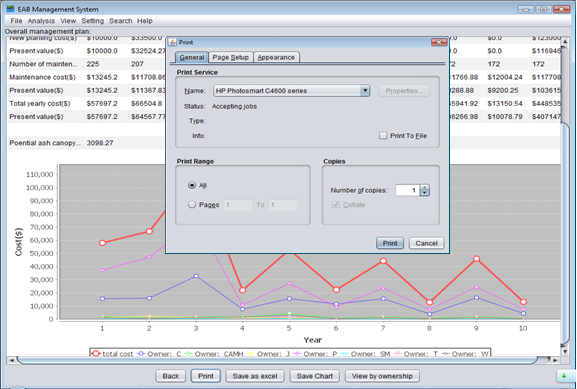 EAB Management System
File Analysis View Setting Search Help
Overall management plan:
New planting cost($) $10000.0 $33500.0 $0.0 $0.0 $123000
Present value($) $10000.0 $32524.27 $0.0 $0.0 $116946
Number of mainten... 225 207 172 172
Maintenance cost($) $13245.2 $11708.86 $12004.24 $117708
Present value($) $13245.2 $11367.83 $9200.25 $103615
Total yearly cost($) $57697.2 $66504.8 $13150.54 $448535
Present value($) $57697.2 $64567.77 $10078.79 $407147
Poential ash canopy... 3098.27
Print
General Page Setup Appearance
Print Service
Name: HP Photosmart C4600 series Properties...
Status: Accepting jobs
Type:
Info: Print To File
Print Range
All
Pages 1 To 1
Copies
Number of copies: 1
Collate
Print Cancel
Cost($)
110,000
100,000
90,000
80,000
70,000
60,000
50,000
40,000
30,000
20,000
10,000
0
1 2 3 4 5 6 7 8 9 10
Year
total cost Owner: C Owner: CAMH Owner: J Owner: P Owner: SM Owner: T Owner: W
Back Print Save as excel Save Chart View by ownership